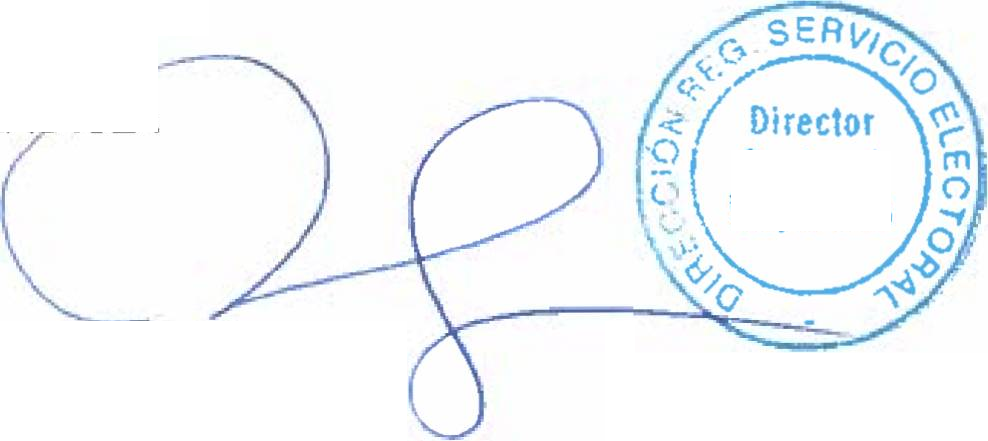 DIRECCIÓN REG. SERVICIO ELECTORAL
Director